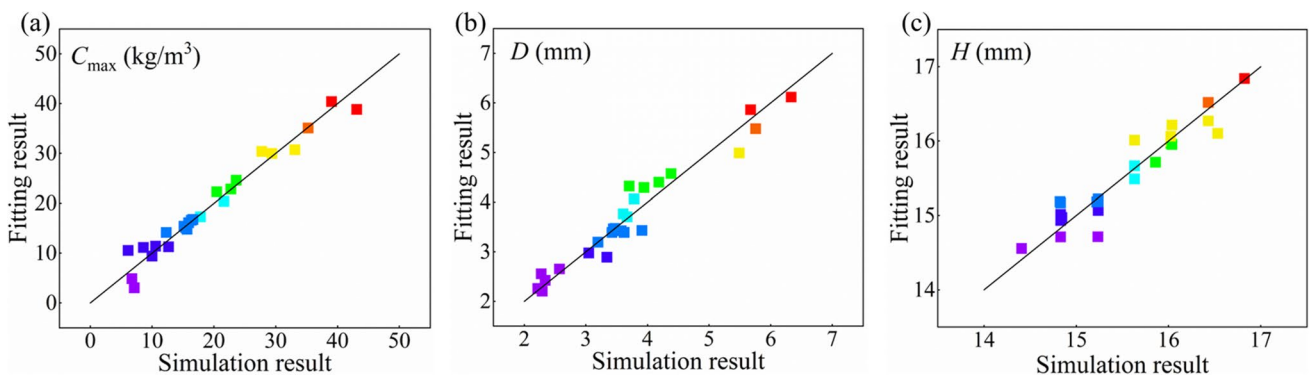 (a)
C_max (kg/m³)
50
40
30
20
10
0
Fitting result
0 10 20 30 40 50
Simulation result
(b)
D (mm)
7
6
5
4
3
2
Fitting result
2 3 4 5 6 7
Simulation result
(c)
H (mm)
17
16
15
14
Fitting result
14 15 16 17
Simulation result